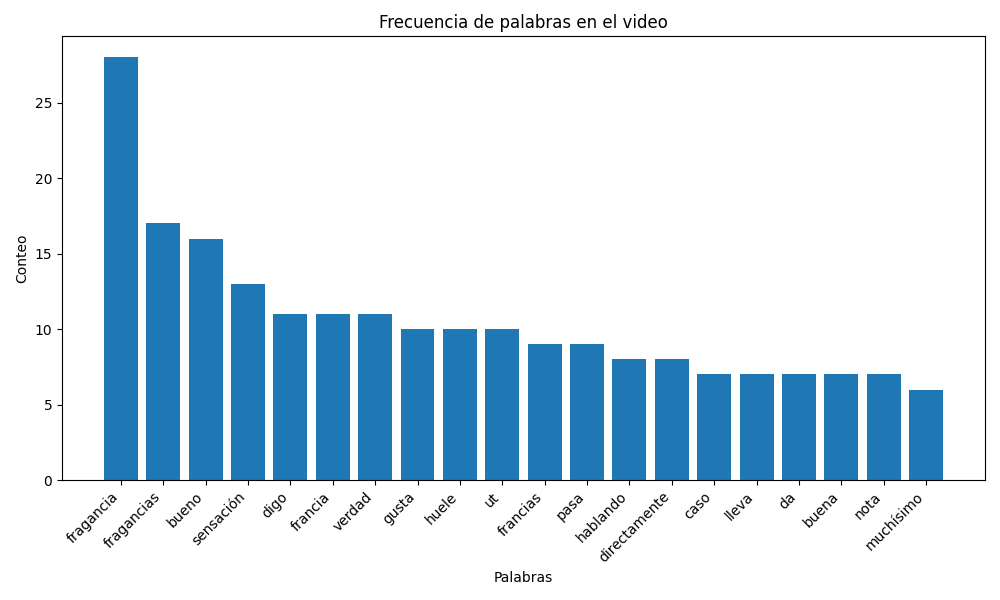 Frecuencia de palabras en el video
Conteo
25
20
15
10
5
0
fragancia
fragancias
bueno
sensación
digo
francia
verdad
gusta
huele
ut
francias
pasa
hablando
directamente
caso
lleva
da
buena
nota
muchísimo
Palabras